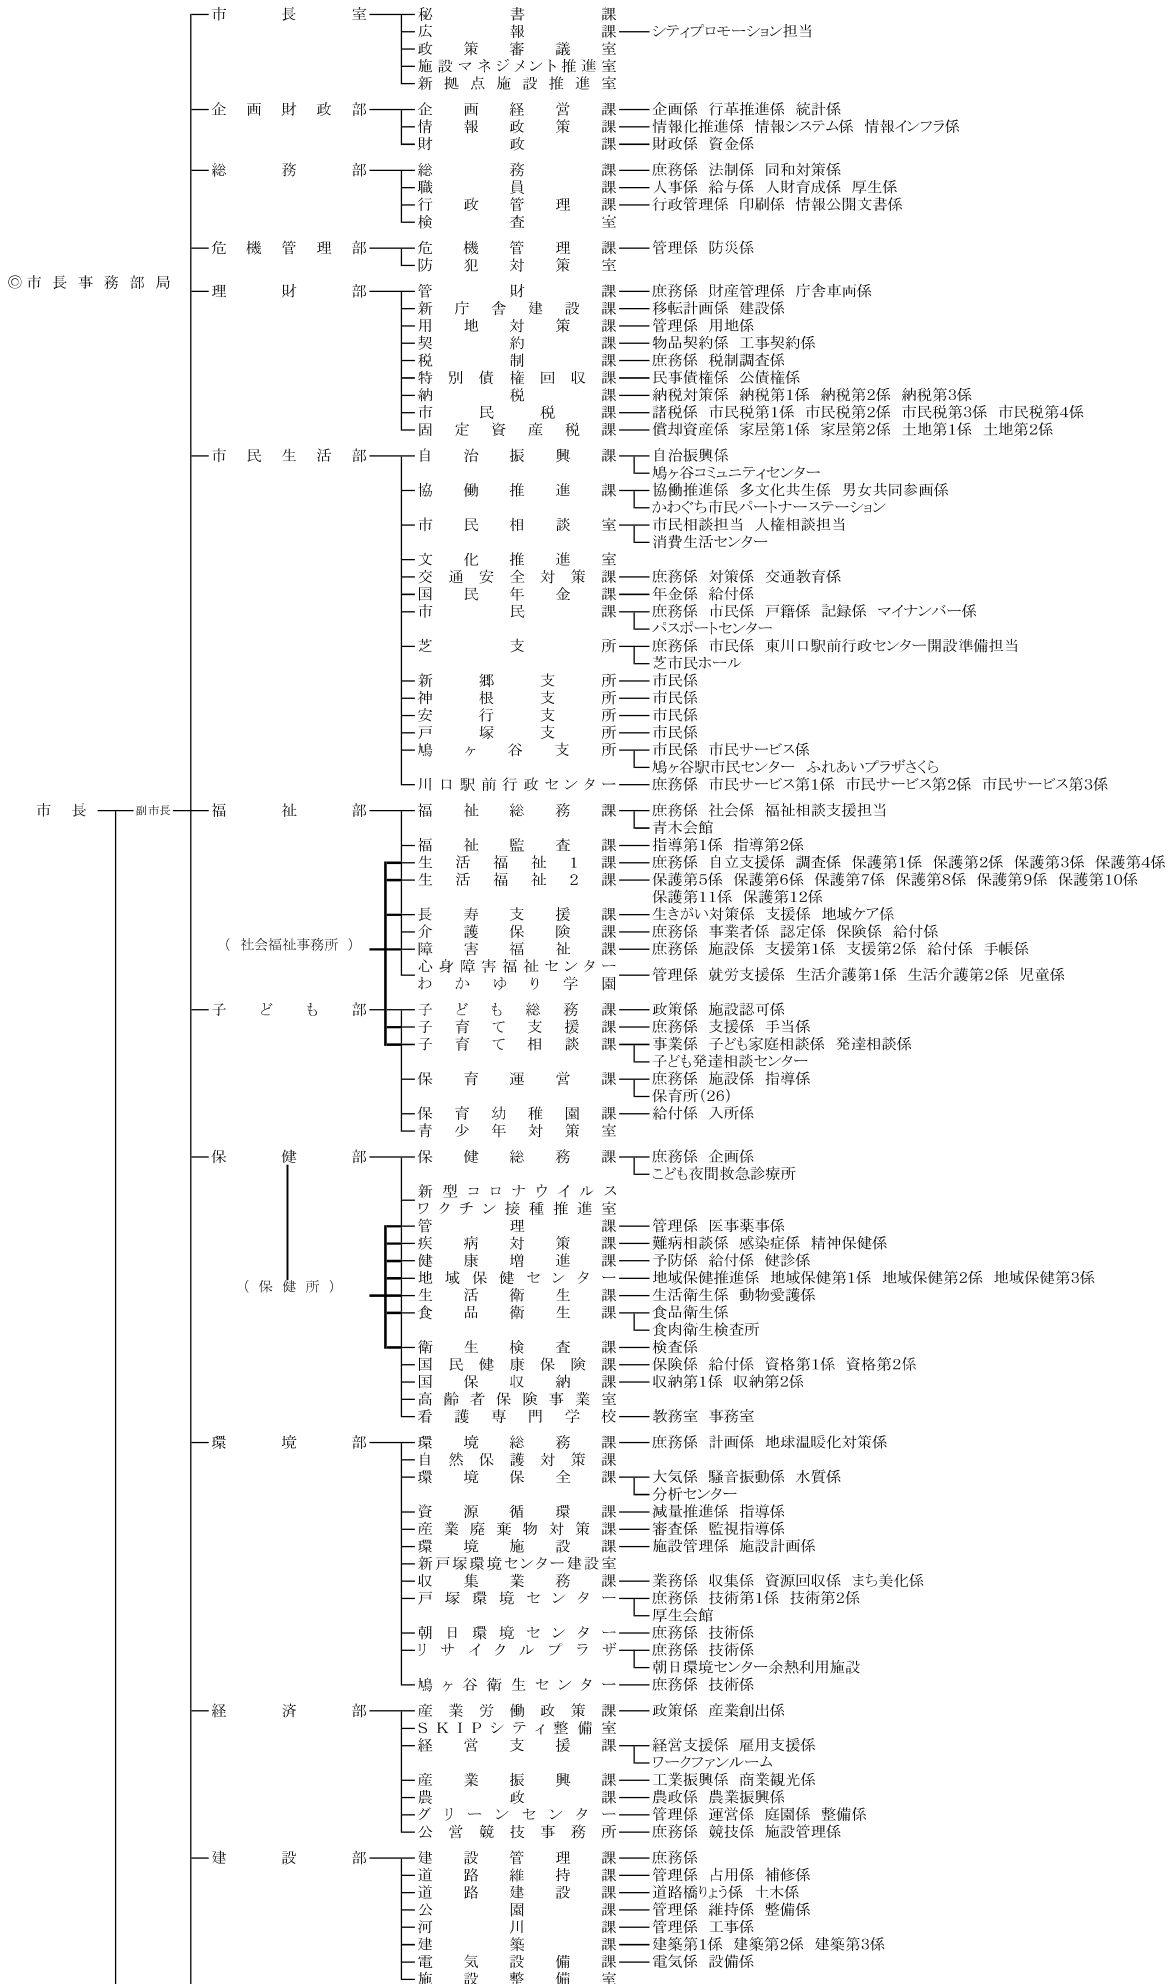 市長室 秘書課
広報課 シティプロモーション担当
政策審議室
施設マネジメント推進室
新拠点施設推進室
企画財政部 企画経営課 企画係 行革推進係 統計係
情報政策課 情報化推進係 情報システム係 情報インフラ係
財政課 財政係 資金係
総務部 総務課 庶務係 法制係 同和対策係
職員課 人事係 給与係 人財育成係 厚生係
行政管理課 行政管理係 印刷係 情報公開文書係
検査室
危機管理部 危機管理課 管理係 防災係
防犯対策室
◎市長事務部局
理財部 管財課 庶務係 財産管理係 庁舎車両係
新庁舎建設課 移転計画係 建設係
用地対策課 管理係 用地係
契約課 物品契約係 工事契約係
税制課 庶務係 税制調査係
特別債権回収課 民事債権係 公債権係
納税課 納税対策係 納税第1係 納税第2係 納税第3係
市民税課 諸税係 市民税第1係 市民税第2係 市民税第3係 市民税第4係
固定資産税課 償却資産係 家屋第1係 家屋第2係 土地第1係 土地第2係
市民生活部 自治振興課 自治振興係
鳩ヶ谷コミュニティセンター
協働推進課 協働推進係 多文化共生係 男女共同参画係
かわぐち市民パートナーステーション
市民相談室 市民相談担当 人権相談担当
消費生活センター
文化推進室
交通安全対策課 庶務係 対策係 交通教育係
国民年金課 年金係 給付係
市民課 庶務係 市民係 戸籍係 記録係 マイナンバー係
パスポートセンター
芝支所 庶務係 市民係 東川口駅前行政センター開設準備担当
芝市民ホール
新郷支所 市民係
神根支所 市民係
安行支所 市民係
戸塚支所 市民係
鳩ヶ谷支所 市民係 市民サービス係
鳩ヶ谷駅市民センター ふれあいプラザさくら
川口駅前行政センター 庶務係 市民サービス第1係 市民サービス第2係 市民サービス第3係
市長 副市長 福祉部 福祉総務課 庶務係 社会係 福祉相談支援担当
青木会館
福祉監査課 指導第1係 指導第2係
生活福祉1課 庶務係 自立支援係 調査係 保護第1係 保護第2係 保護第3係 保護第4係
生活福祉2課 保護第5係 保護第6係 保護第7係 保護第8係 保護第9係 保護第10係
保護第11係 保護第12係
長寿支援課 生きがい対策係 支援係 地域ケア係
介護保険課 庶務係 事業者係 認定係 保険係 給付係
(社会福祉事務所) 障害福祉課 庶務係 施設係 支援第1係 支援第2係 給付係 手帳係
心身障害福祉センター
わかゆり学園 管理係 就労支援係 生活介護第1係 生活介護第2係 児童係
子ども部 子ども総務課 政策係 施設認可係
子育て支援課 庶務係 支援係 手当係
子育て相談課 事業係 子ども家庭相談係 発達相談係
子ども発達相談センター
保育運営課 庶務係 施設係 指導係
保育所(26)
保育幼稚園課 給付係 入所係
青少年対策室
保健部 保健総務課 庶務係 企画係
こども夜間救急診療所
新型コロナウイルス
ワクチン接種推進室
管理課 管理係 医事薬事係
疾病対策課 難病相談係 感染症係 精神保健係
健康増進課 予防係 給付係 健診係
(保健所) 地域保健センター 地域保健推進係 地域保健第1係 地域保健第2係 地域保健第3係
生活衛生課 生活衛生係 動物愛護係
食品衛生課 食品衛生係
食肉衛生検査所
衛生検査課 検査係
国民健康保険課 保険係 給付係 資格第1係 資格第2係
国保収納課 収納第1係 収納第2係
高齢者保険事業室
看護専門学校 教務室 事務室
環境部 環境総務課 庶務係 計画係 地球温暖化対策係
自然保護対策課
環境保全課 大気係 騒音振動係 水質係
分析センター
資源循環課 減量推進係 指導係
産業廃棄物対策課 審査係 監視指導係
環境施設課 施設管理係 施設計画係
新戸塚環境センター建設室
収集業務課 業務係 収集係 資源回収係 まち美化係
戸塚環境センター 庶務係 技術第1係 技術第2係
厚生会館
朝日環境センター 庶務係 技術係
リサイクルプラザ 庶務係 技術係
朝日環境センター余熱利用施設
鳩ヶ谷衛生センター 庶務係 技術係
経済部 産業労働政策課 政策係 産業創出係
SKIPシティ整備室
経営支援課 経営支援係 雇用支援係
ワークファンルーム
産業振興課 工業振興係 商業観光係
農政課 農政係 農業振興係
グリーンセンター 管理係 運営係 庭園係 整備係
公営競技事務所 庶務係 競技係 施設管理係
建設部 建設管理課 庶務係
道路維持課 管理係 占用係 補修係
道路建設課 道路橋りょう係 土木係
公園課 管理係 維持係 整備係
河川課 管理係 工事係
建築課 建築第1係 建築第2係 建築第3係
電気設備課 電気係 設備係
施設整備室